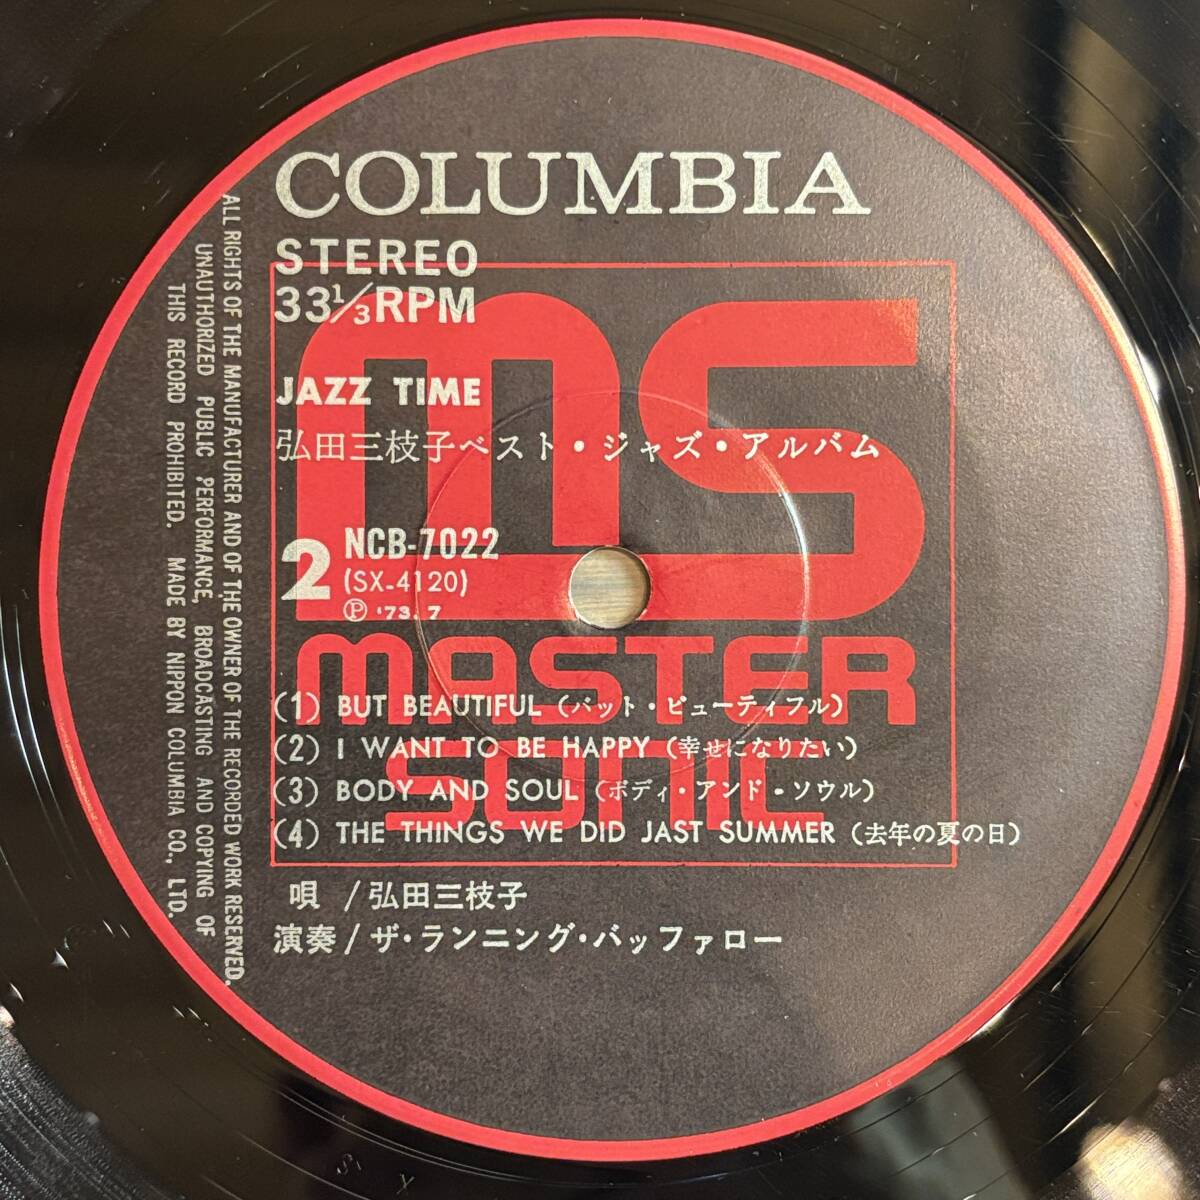 COLUMBIA
STEREO
33⅓RPM
JAZZ TIME
弘田三枝子ベスト・ジャズ・アルバム
2 NCB-7022
(SX-4120)
Ⓟ '73.7
MS
MASTER
SONIC
(1) BUT BEAUTIFUL (バット・ビューティフル)
(2) I WANT TO BE HAPPY (幸せになりたい)
(3) BODY AND SOUL (ボディ・アンド・ソウル)
(4) THE THINGS WE DID JAST SUMMER (去年の夏の日)
唄 / 弘田三枝子
演奏 / ザ・ランニング・バッファロー
ALL RIGHTS OF THE MANUFACTURER AND OF THE OWNER OF THE RECORDED WORK RESERVED.
UNAUTHORIZED PUBLIC PERFORMANCE, BROADCASTING AND COPYING OF
THIS RECORD PROHIBITED. MADE BY NIPPON COLUMBIA CO., LTD.
S X